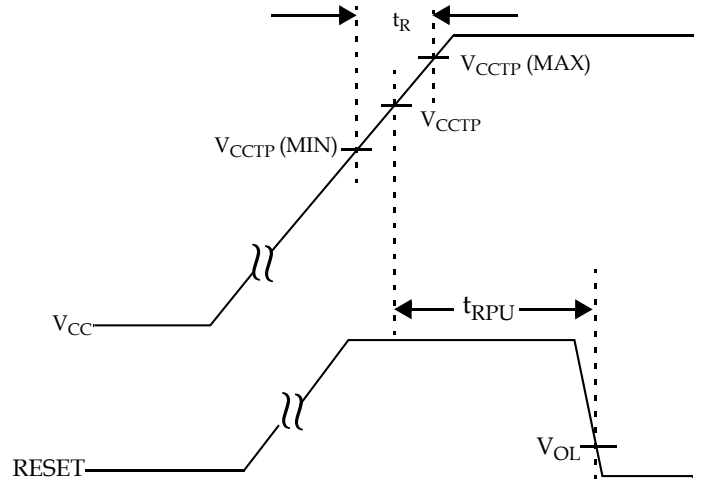 t_R
V_CCTP (MAX)
V_CCTP
V_CCTP (MIN)
V_CC
t_RPU
V_OL
RESET